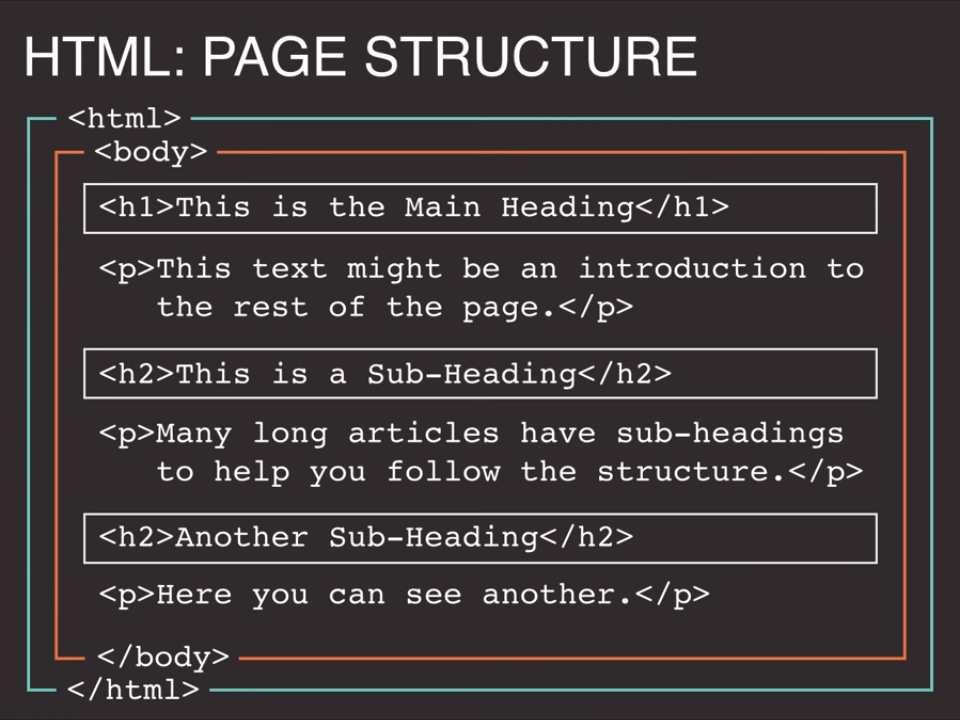 HTML: PAGE STRUCTURE
<html>
<body>
<h1>This is the Main Heading</h1>
<p>This text might be an introduction to
the rest of the page.</p>
<h2>This is a Sub-Heading</h2>
<p>Many long articles have sub-headings
to help you follow the structure.</p>
<h2>Another Sub-Heading</h2>
<p>Here you can see another.</p>
</body>
</html>